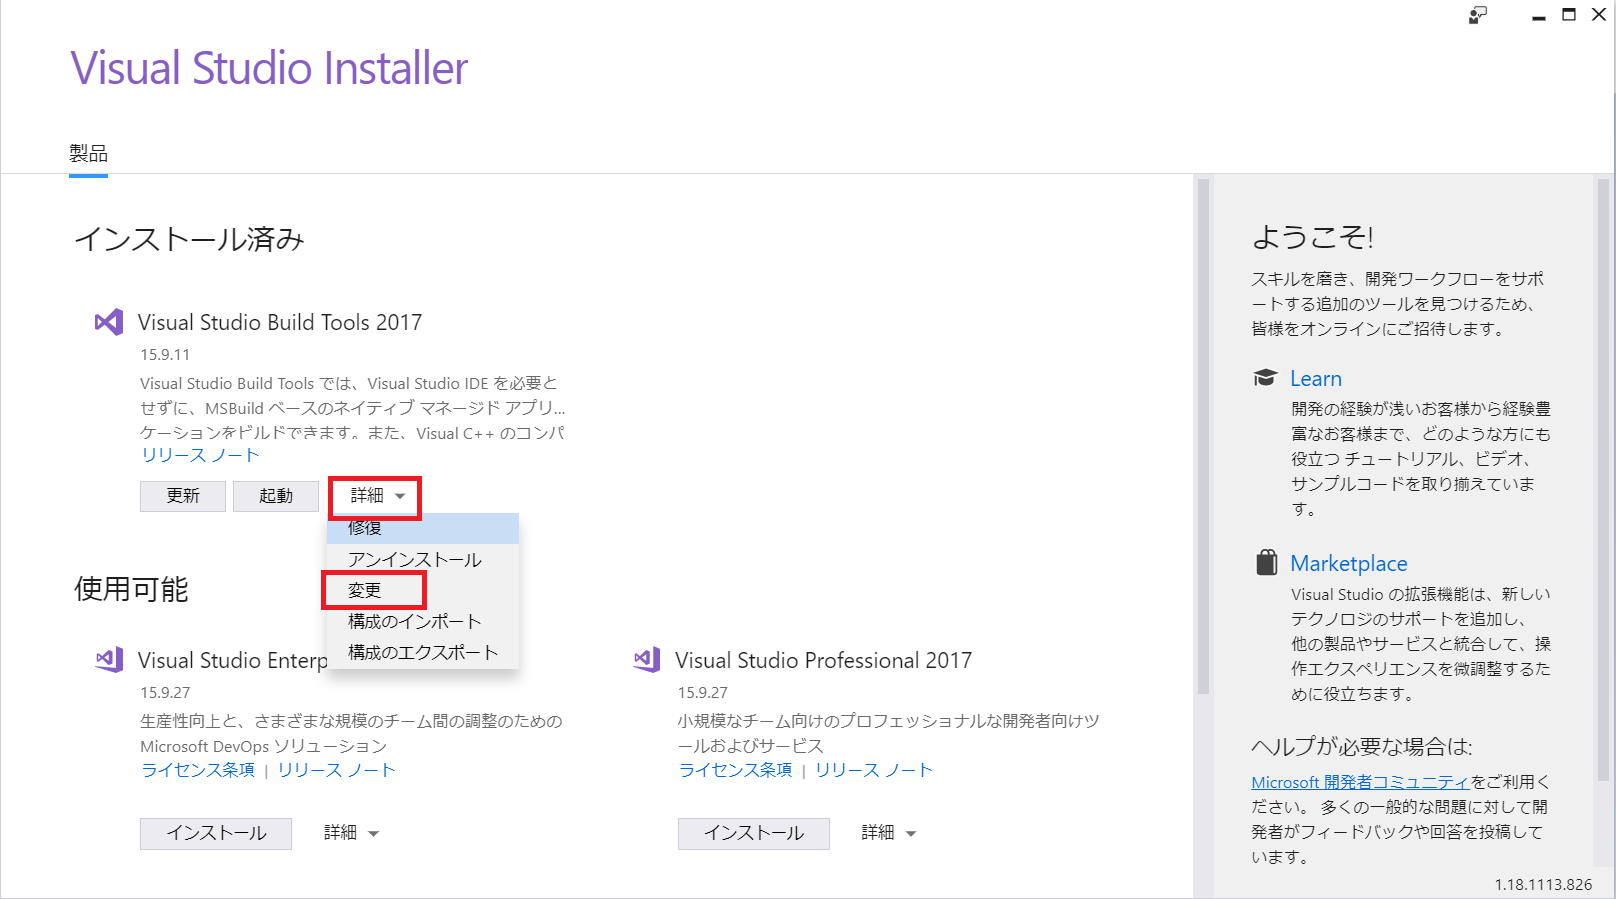 Visual Studio Installer
製品
インストール済み
Visual Studio Build Tools 2017
15.9.11
Visual Studio Build Tools では、Visual Studio IDE を必要と
せずに、MSBuild ベースのネイティブ マネージド アプリ...
ケーションをビルドできます。また、Visual C++ のコンパ
リリース ノート
更新
起動
詳細
修復
アンインストール
変更
構成のインポート
構成のエクスポート
使用可能
Visual Studio Enterp
15.9.27
生産性向上と、さまざまな規模のチーム間の調整のための
Microsoft DevOps ソリューション
ライセンス条項 | リリース ノート
インストール
詳細
Visual Studio Professional 2017
15.9.27
小規模なチーム向けのプロフェッショナルな開発者向けツ
ールおよびサービス
ライセンス条項 | リリース ノート
インストール
詳細
ようこそ!
スキルを磨き、開発ワークフローをサポ
ートする追加のツールを見つけるため、
皆様をオンラインにご招待します。
Learn
開発の経験が浅いお客様から経験豊
富なお客様まで、どのような方にも
役立つ チュートリアル、ビデオ、
サンプルコードを取り揃えていま
す。
Marketplace
Visual Studio の拡張機能は、新しい
テクノロジのサポートを追加し、
他の製品やサービスと統合して、操
作エクスペリエンスを微調整するた
めに役立ちます。
ヘルプが必要な場合は:
Microsoft 開発者コミュニティをご利用く
ださい。 多くの一般的な問題に対して開
発者がフィードバックや回答を投稿して
います。
1.18.1113.826